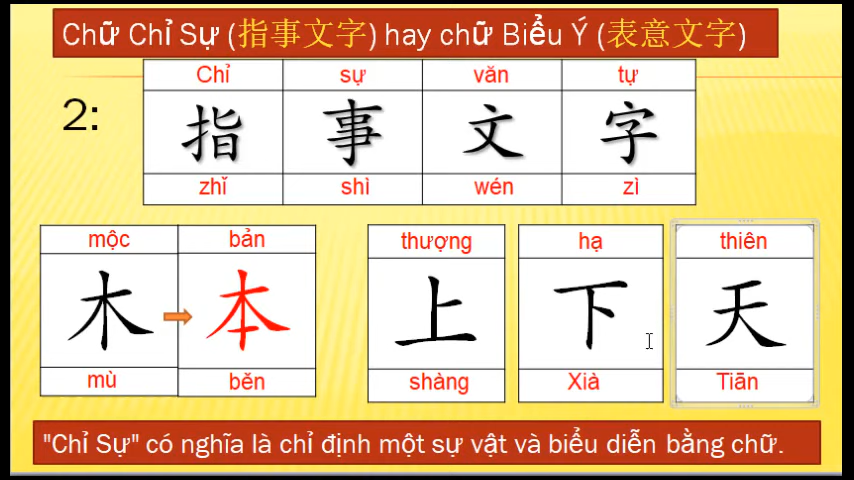 Chữ Chỉ Sự (指事文字) hay chữ Biểu Ý (表意文字)
2:
Chỉ sự văn tự
指 事 文 字
zhǐ shì wén zì
mộc bản thượng hạ thiên
木 本 上 下 天
mù běn shàng Xià Tiān
"Chỉ Sự" có nghĩa là chỉ định một sự vật và biểu diễn bằng chữ.